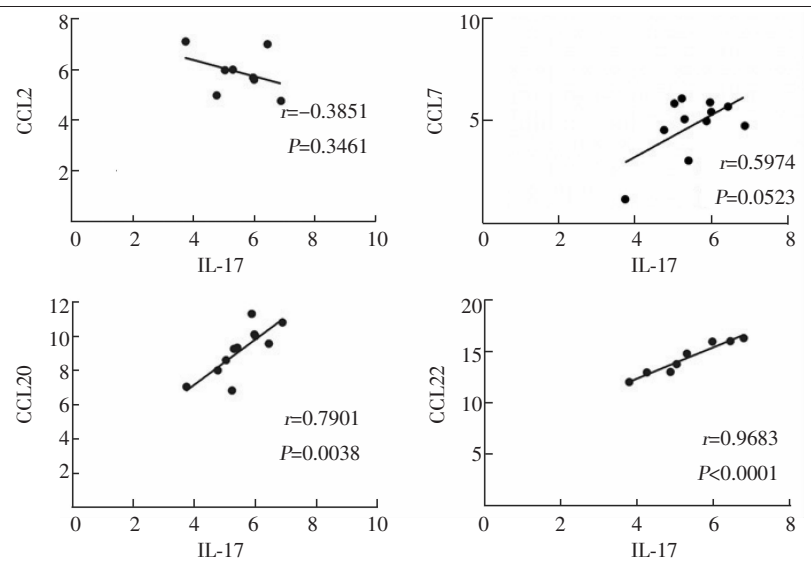 8
6
4
2
CCL2
r=−0.3851
P=0.3461
0 2 4 6 8 10
IL-17
10
5
CCL7
r=0.5974
P=0.0523
0 2 4 6 8
IL-17
12
10
8
6
4
2
CCL20
r=0.7901
P=0.0038
0 2 4 6 8 10
IL-17
20
15
10
5
CCL22
r=0.9683
P<0.0001
0 2 4 6 8
IL-17